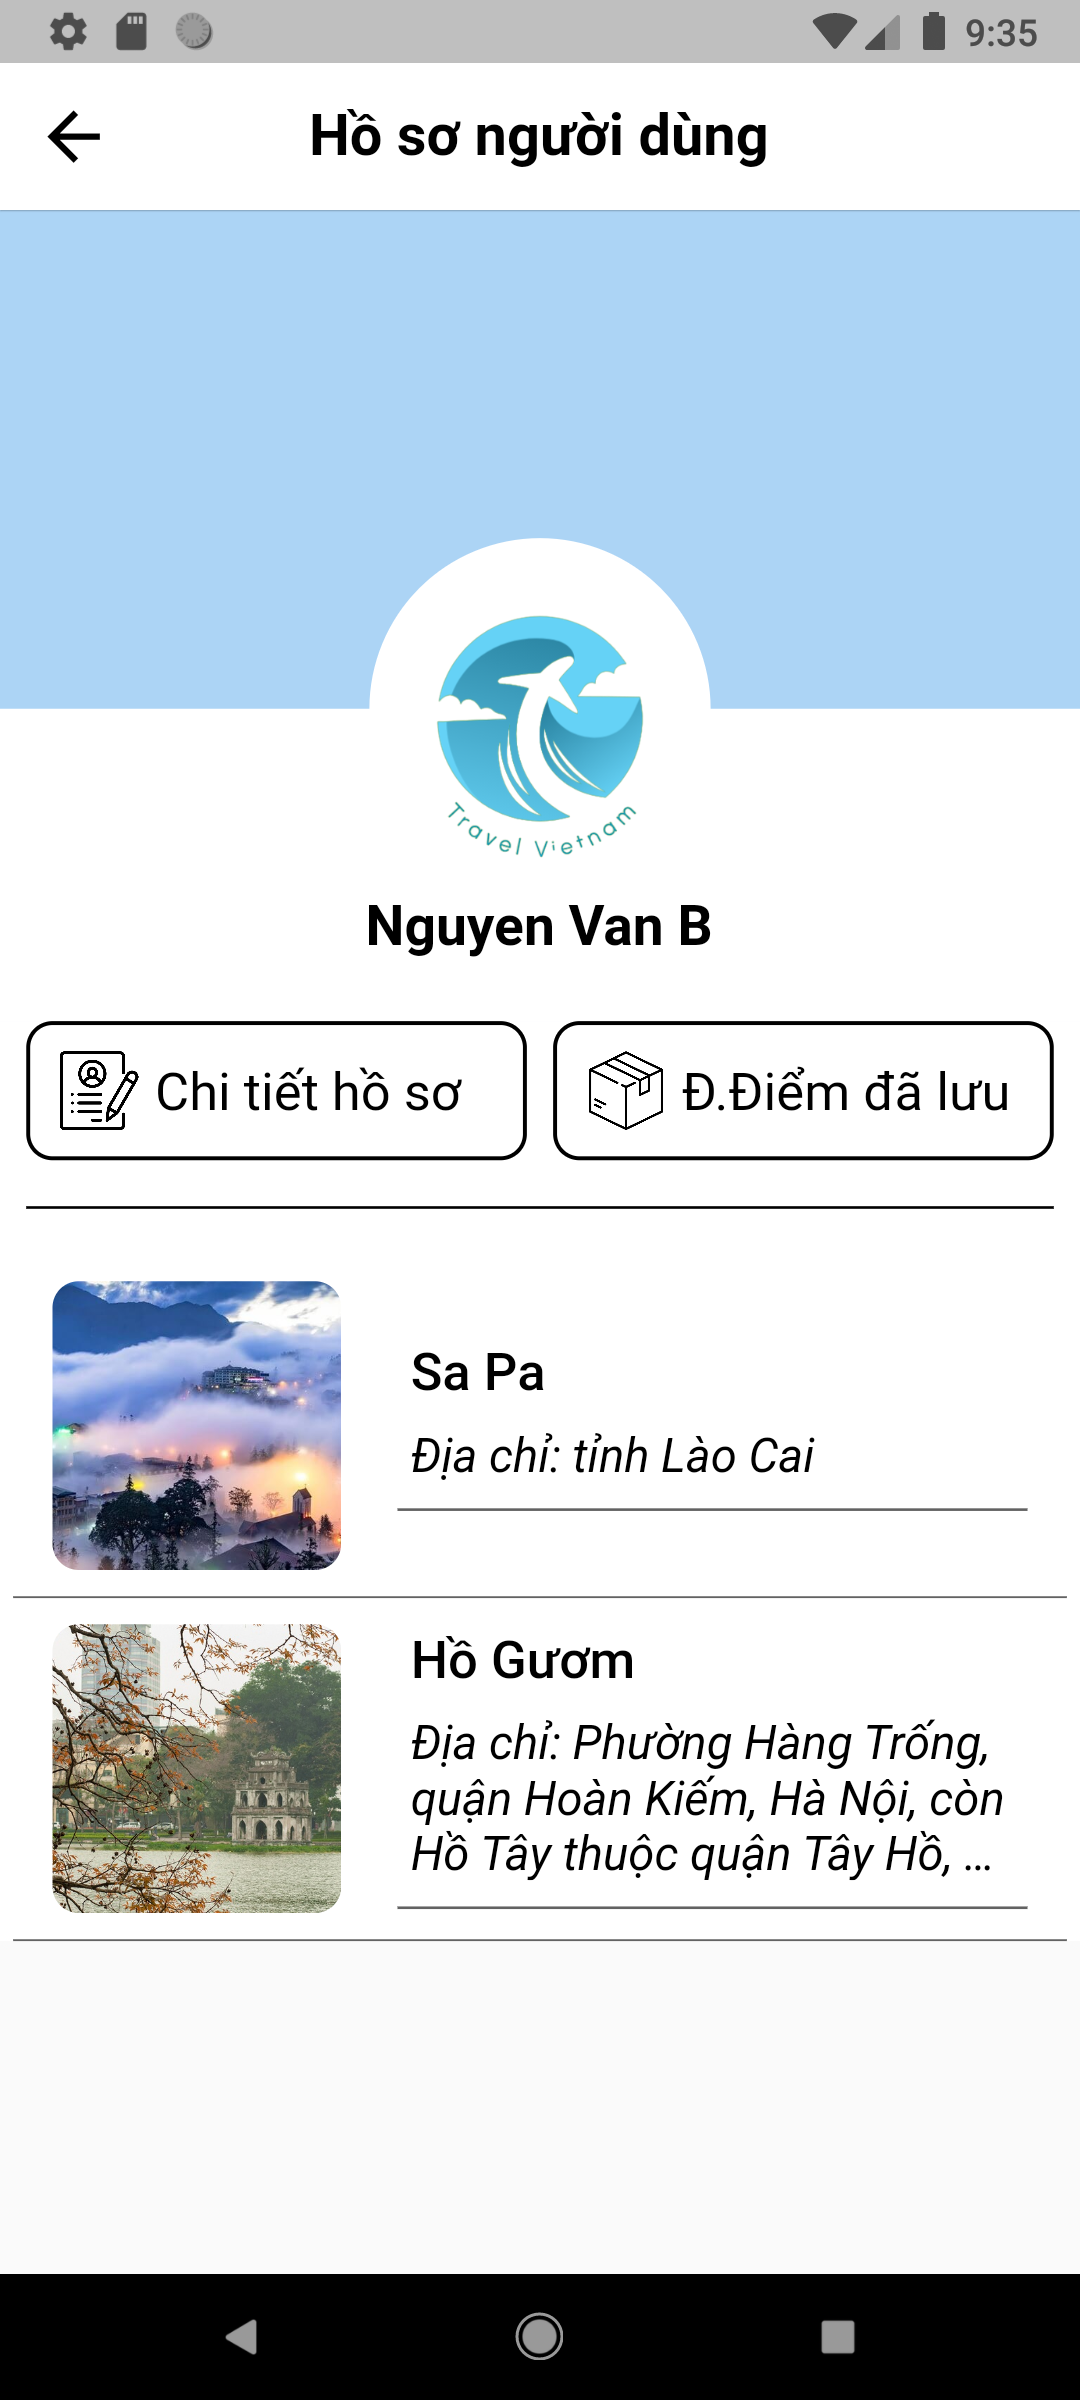 9:35
Hồ sơ người dùng
Travel Vietnam
Nguyen Van B
Chi tiết hồ sơ
Đ.Điểm đã lưu
Sa Pa
Địa chỉ: tỉnh Lào Cai
Hồ Gươm
Địa chỉ: Phường Hàng Trống,
quận Hoàn Kiếm, Hà Nội, còn
Hồ Tây thuộc quận Tây Hồ, ...